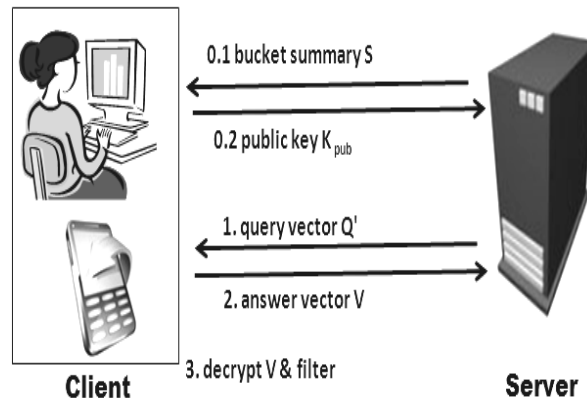 0.1 bucket summary S
0.2 public key K pub
1. query vector Q'
2. answer vector V
3. decrypt V & filter
Client
Server